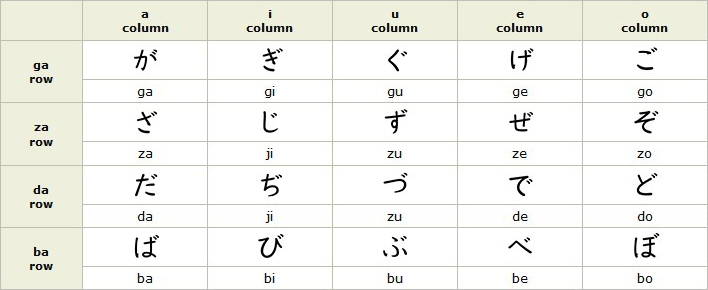 a column i column u column e column o column
ga row が ぎ ぐ げ ご
ga gi gu ge go
za row ざ じ ず ぜ ぞ
za ji zu ze zo
da row だ ぢ づ で ど
da ji zu de do
ba row ば び ぶ べ ぼ
ba bi bu be bo